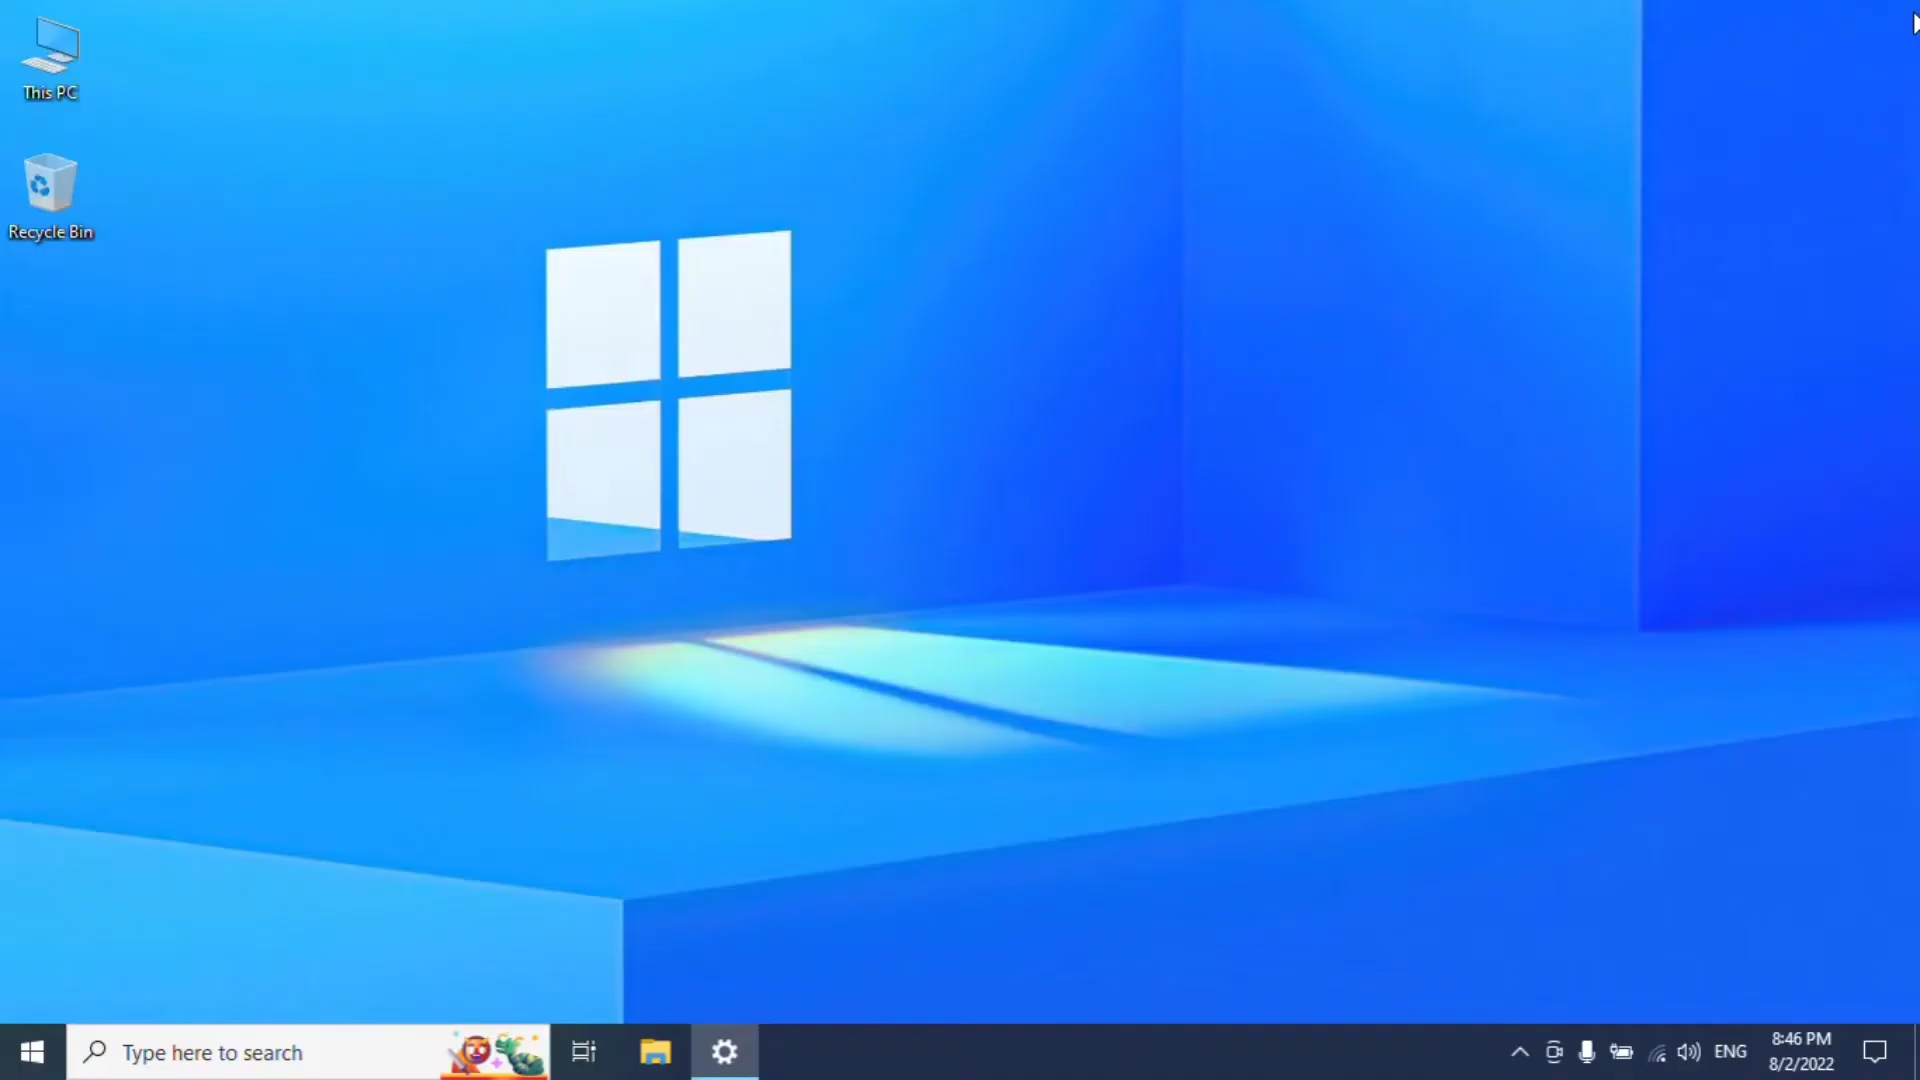 This PC
Recycle Bin
Type here to search
ENG
8:46 PM
8/2/2022